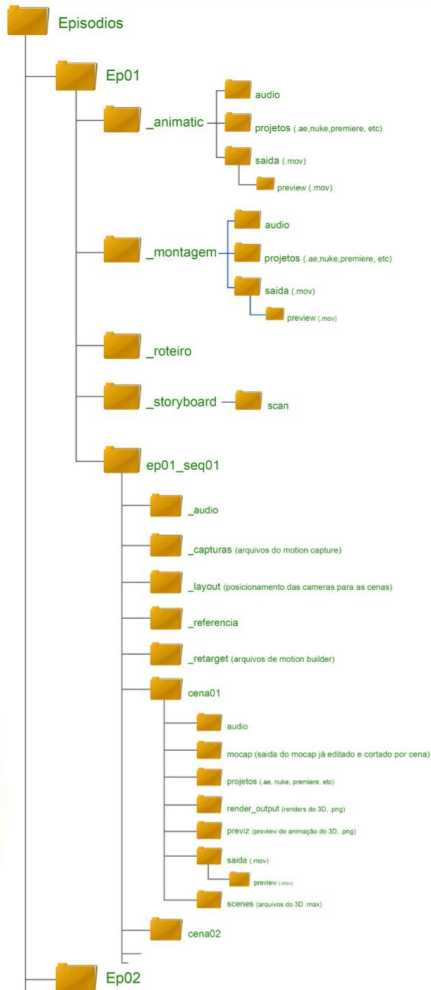 Episodios
Ep01
_animatic
audio
projetos (.ae,nuke,premiere, etc)
saida (.mov)
preview (.mov)
_montagem
audio
projetos (.ae,nuke,premiere, etc)
saida (.mov)
preview (.mov)
_roteiro
_storyboard
scan
ep01_seq01
_audio
_capturas (arquivos do motion capture)
_layout (posicionamento das cameras para as cenas)
_referencia
_retarget (arquivos de motion builder)
cena01
audio
mocap (saida do mocap já editado e cortado por cena)
projetos (.ae, nuke, premiere, etc)
render_output (renders do 3D, .png)
previz (preview de animação do 3D, .png)
saida (.mov)
preview (.mov)
scenes (arquivos do 3D .max)
cena02
Ep02